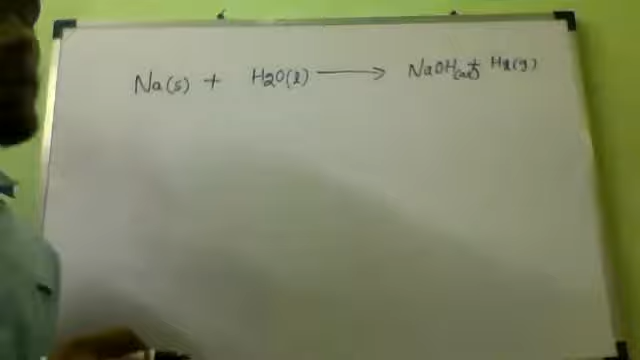 Na(s) + H2O(l) ⟶ NaOH(aq) + H2(g)